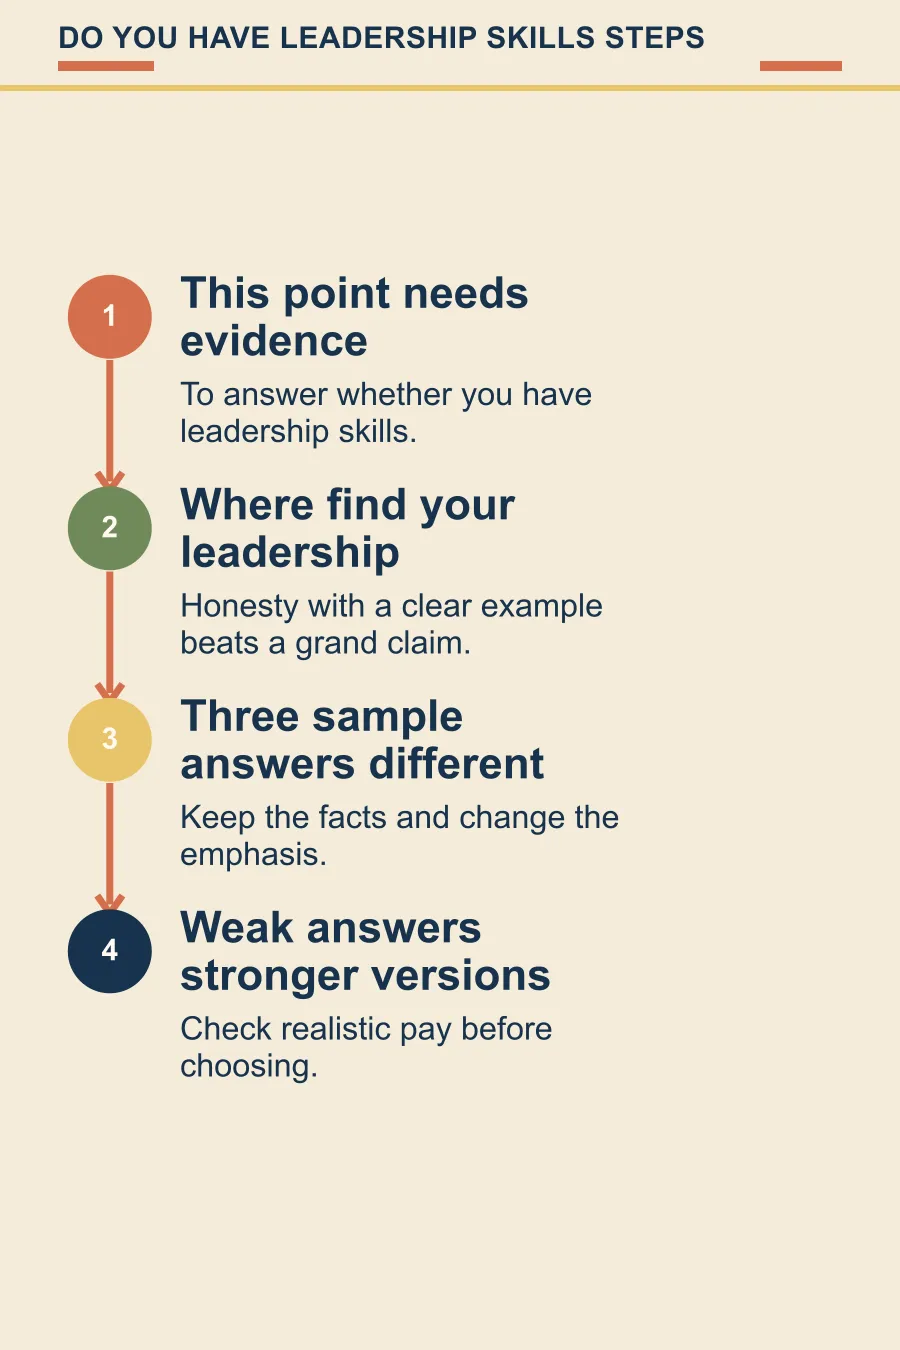 DO YOU HAVE LEADERSHIP SKILLS STEPS
1
This point needs
evidence
To answer whether you have
leadership skills.
2
Where find your
leadership
Honesty with a clear example
beats a grand claim.
3
Three sample
answers different
Keep the facts and change the
emphasis.
4
Weak answers
stronger versions
Check realistic pay before
choosing.